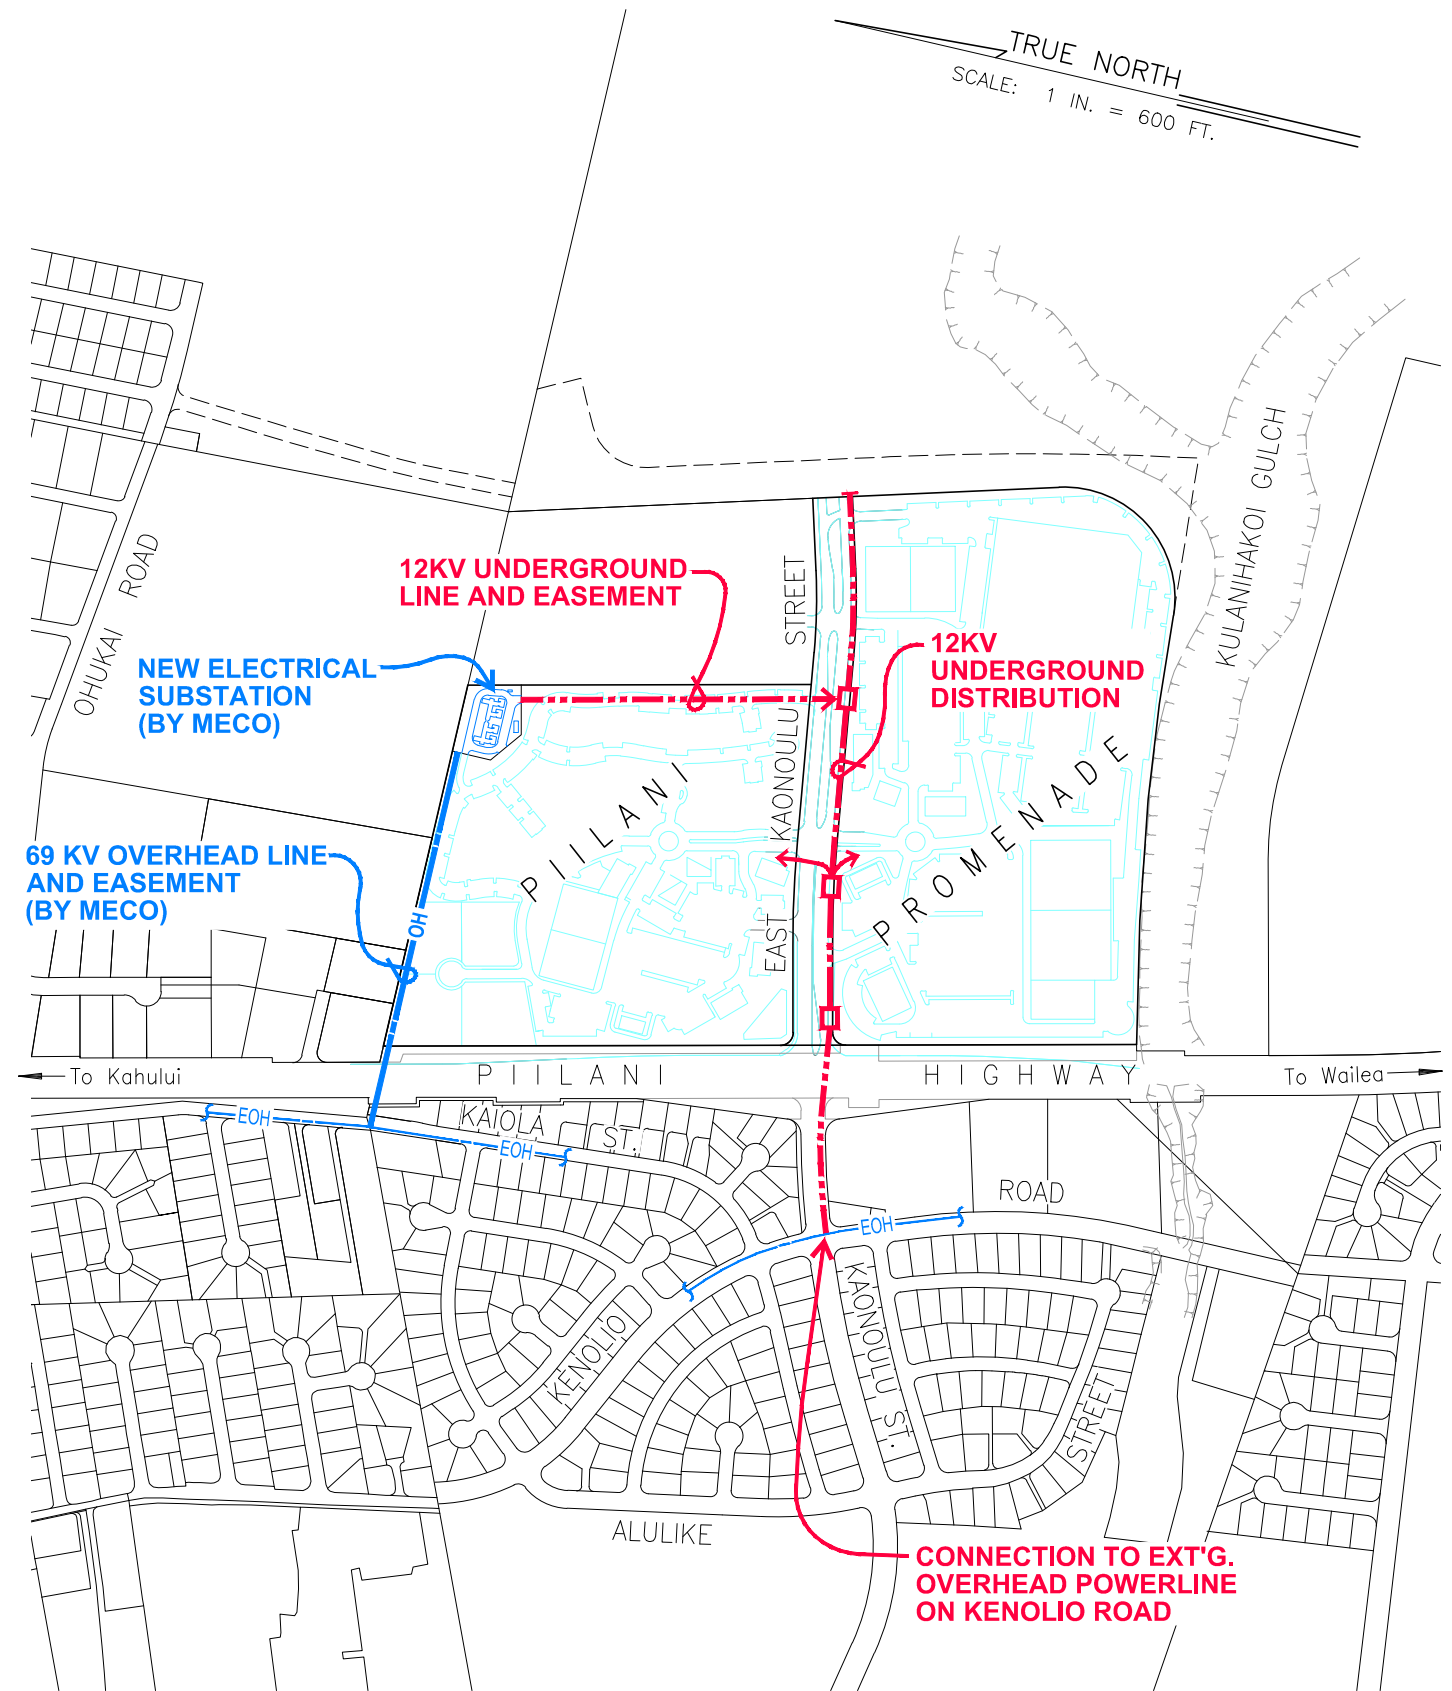 TRUE NORTH
SCALE: 1 IN. = 600 FT.
KULANIHAKOI GULCH
OHUKAI ROAD
12KV UNDERGROUND
LINE AND EASEMENT
STREET
NEW ELECTRICAL
SUBSTATION
(BY MECO)
12KV
UNDERGROUND
DISTRIBUTION
KAONOULU
EAST
PIILANI
PROMENADE
69 KV OVERHEAD LINE
AND EASEMENT
(BY MECO)
OH
To Kahului
PIILANI HIGHWAY
To Wailea
EOH
KAIOLA ST.
EOH
ROAD
EOH
KENOLIO
KAONOULU ST.
STREET
ALULIKE
CONNECTION TO EXT'G.
OVERHEAD POWERLINE
ON KENOLIO ROAD